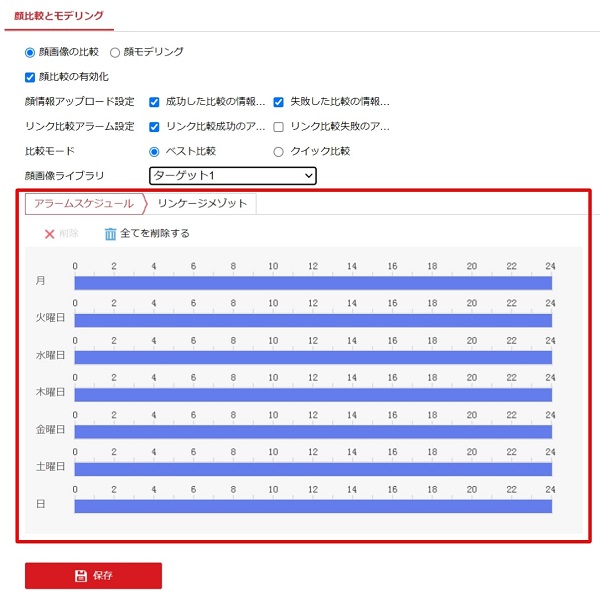 顔比較とモデリング
顔画像の比較 顔モデリング
顔比較の有効化
顔情報アップロード設定 成功した比較の情報... 失敗した比較の情報...
リンク比較アラーム設定 リンク比較成功のア... リンク比較失敗のア...
比較モード ベスト比較 クイック比較
顔画像ライブラリ ターゲット1
アラームスケジュール リンケージメゾット
削除 全てを削除する
0 2 4 6 8 10 12 14 16 18 20 22 24
月
0 2 4 6 8 10 12 14 16 18 20 22 24
火曜日
0 2 4 6 8 10 12 14 16 18 20 22 24
水曜日
0 2 4 6 8 10 12 14 16 18 20 22 24
木曜日
0 2 4 6 8 10 12 14 16 18 20 22 24
金曜日
0 2 4 6 8 10 12 14 16 18 20 22 24
土曜日
0 2 4 6 8 10 12 14 16 18 20 22 24
日
保存